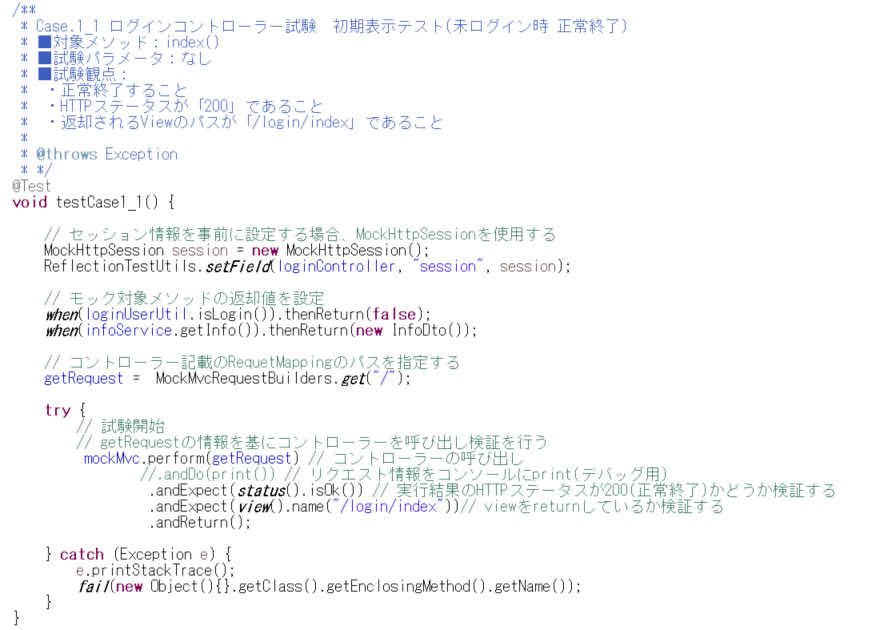 /**
 * Case.1_1 ログインコントローラー試験　初期表示テスト(未ログイン時 正常終了)
 * ■対象メソッド：index()
 * ■試験パラメータ：なし
 * ■試験観点：
 *　・正常終了すること
 *　・HTTPステータスが「200」であること
 *　・返却されるViewのパスが「/login/index」であること
 *
 * @throws Exception
 * */
@Test
void testCase1_1() {
    // セッション情報を事前に設定する場合、MockHttpSessionを使用する
    MockHttpSession session = new MockHttpSession();
    ReflectionTestUtils.setField(loginController, "session", session);
    // モック対象メソッドの返却値を設定
    when(loginUserUtil.isLogin()).thenReturn(false);
    when(infoService.getInfo()).thenReturn(new InfoDto());
    // コントローラー記載のRequetMappingのパスを指定する
    getRequest =  MockMvcRequestBuilders.get("/");
    try {
        // 試験開始
        // getRequestの情報を基にコントローラーを呼び出し検証を行う
         mockMvc.perform(getRequest) // コントローラーの呼び出し
                //.andDo(print()) // リクエスト情報をコンソールにprint(デバッグ用)
                 .andExpect(status().isOk()) // 実行結果のHTTPステータスが200(正常終了)かどうか検証する
                 .andExpect(view().name("/login/index"))// viewをreturnしているか検証する
                 .andReturn();
    } catch (Exception e) {
        e.printStackTrace();
        fail(new Object(){}.getClass().getEnclosingMethod().getName());
    }
}